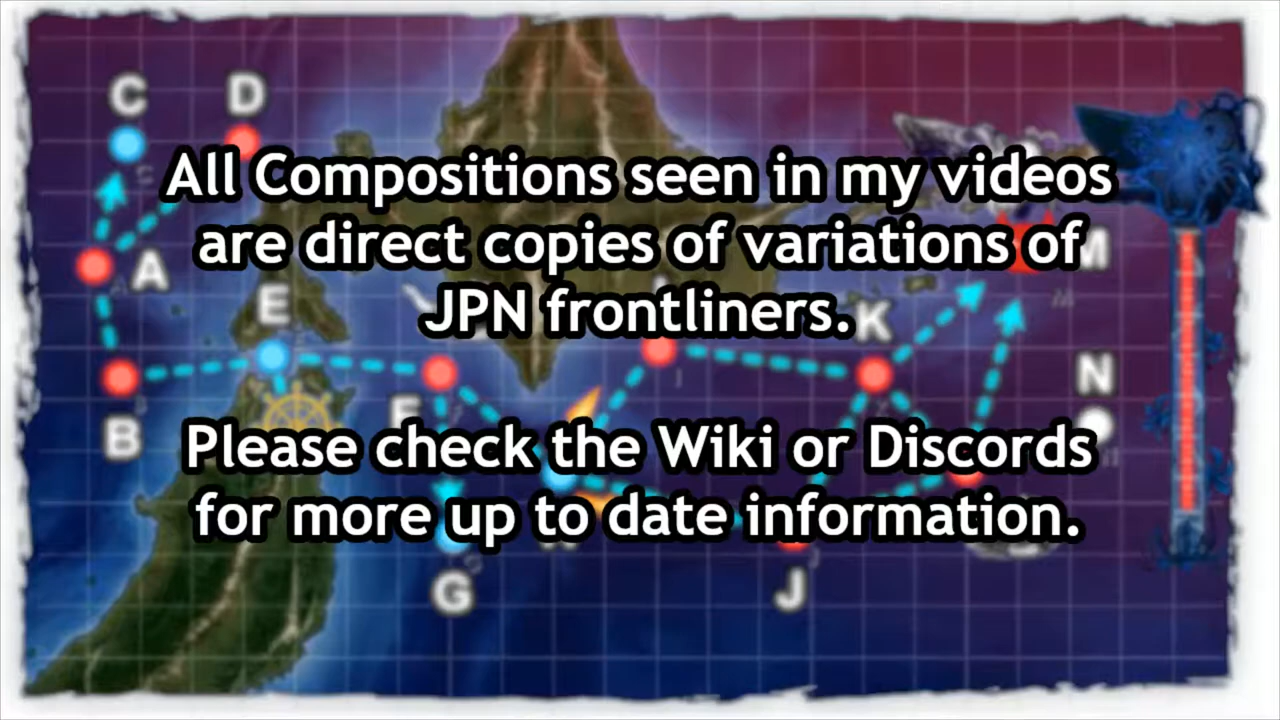 C D
All Compositions seen in my videos
are direct copies of variations of
JPN frontliners.
A
E
M
K
N
B
F
Please check the Wiki or Discords
for more up to date information.
G
J